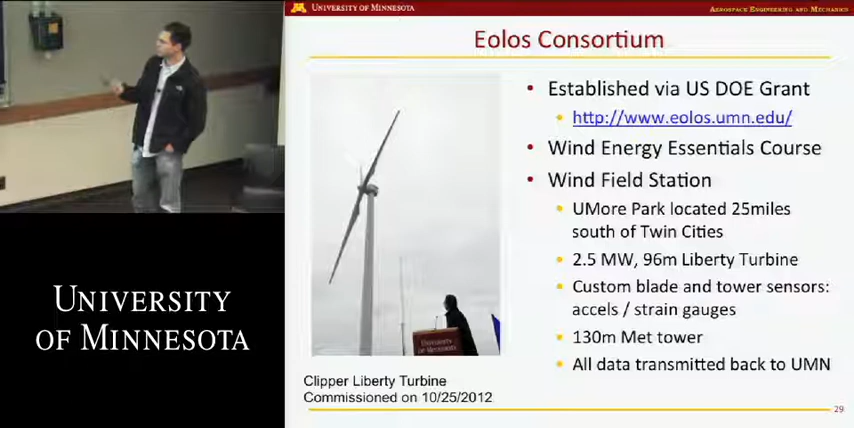 UNIVERSITY OF MINNESOTA
AEROSPACE ENGINEERING AND MECHANICS
Eolos Consortium
• Established via US DOE Grant
• http://www.eolos.umn.edu/
• Wind Energy Essentials Course
• Wind Field Station
• UMore Park located 25miles
south of Twin Cities
• 2.5 MW, 96m Liberty Turbine
• Custom blade and tower sensors:
accels / strain gauges
• 130m Met tower
• All data transmitted back to UMN
UNIVERSITY
OF MINNESOTA
Clipper Liberty Turbine
Commissioned on 10/25/2012
29
UNIVERSITY
OF MINNESOTA